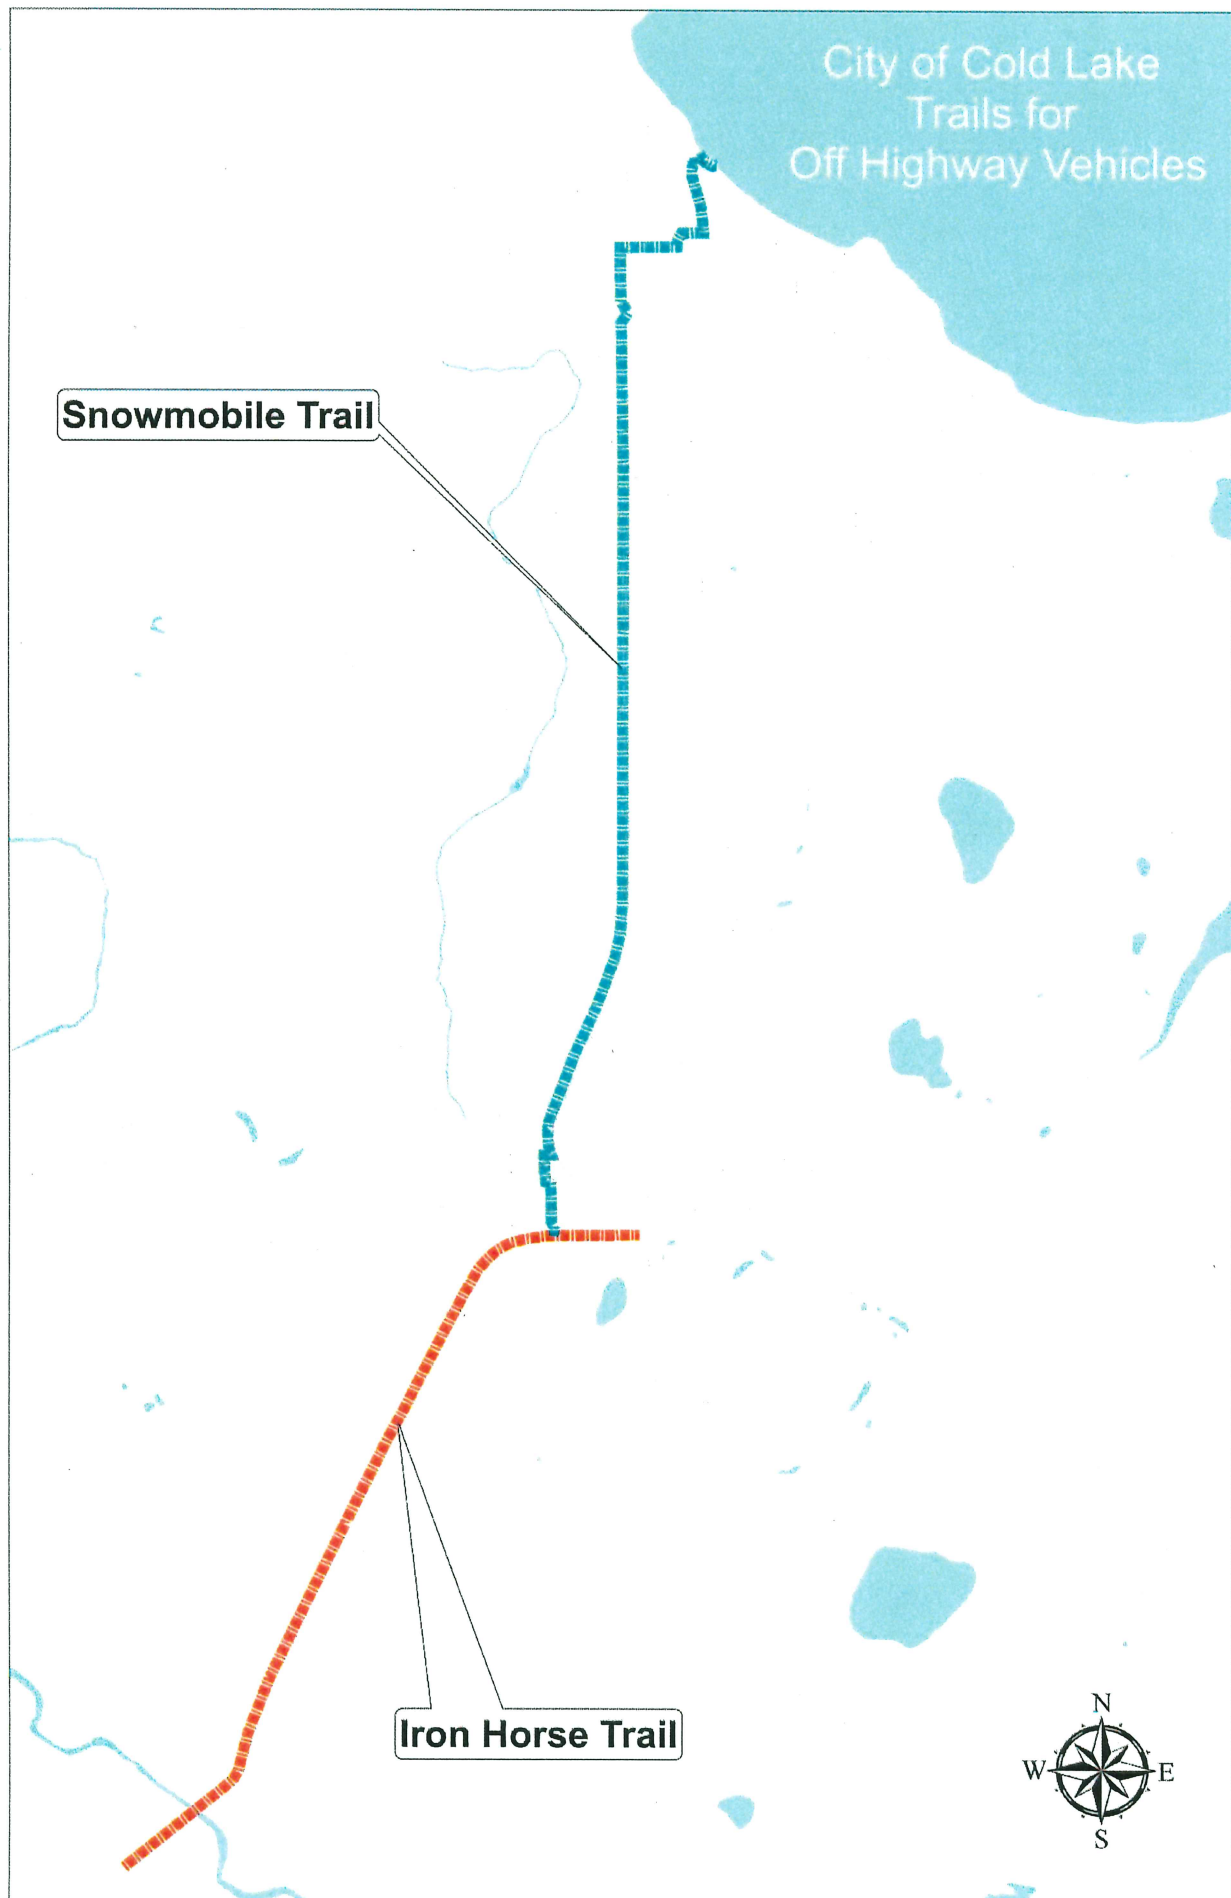 City of Cold Lake
Trails for
Off Highway Vehicles
Snowmobile Trail
Iron Horse Trail
N
W
E
S